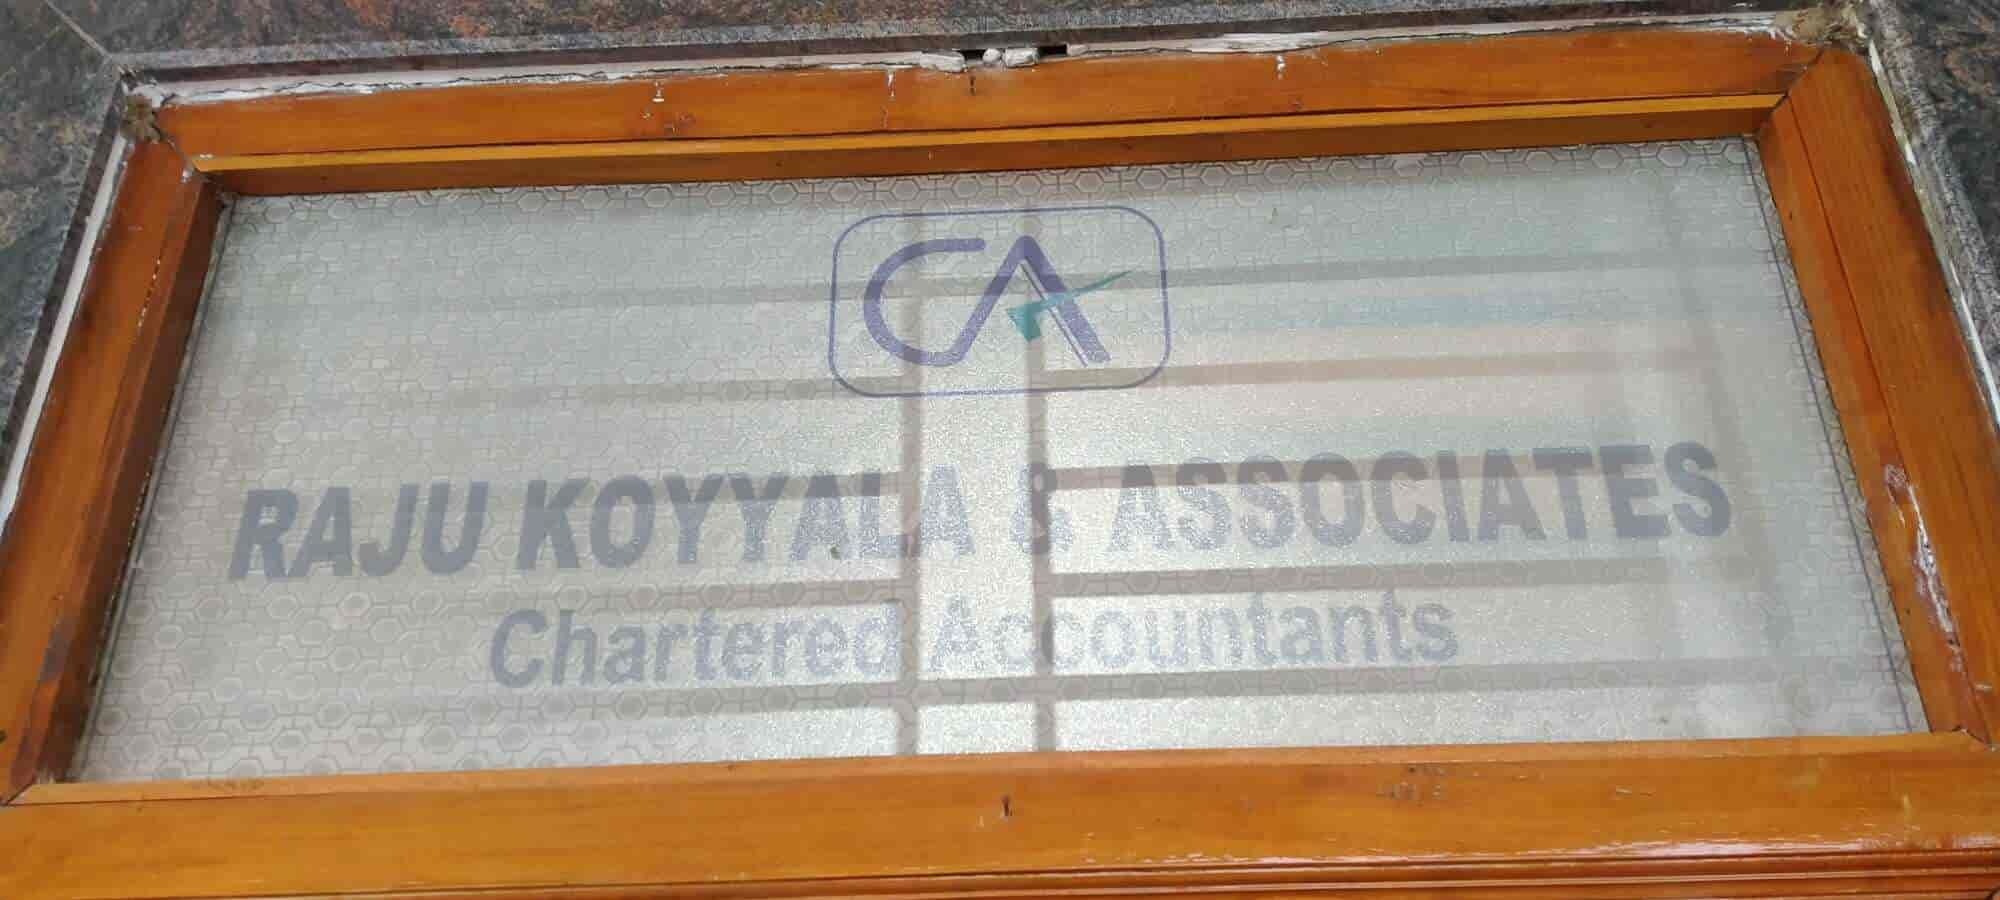 CA
RAJU KOYYALA & ASSOCIATES
Chartered Accountants